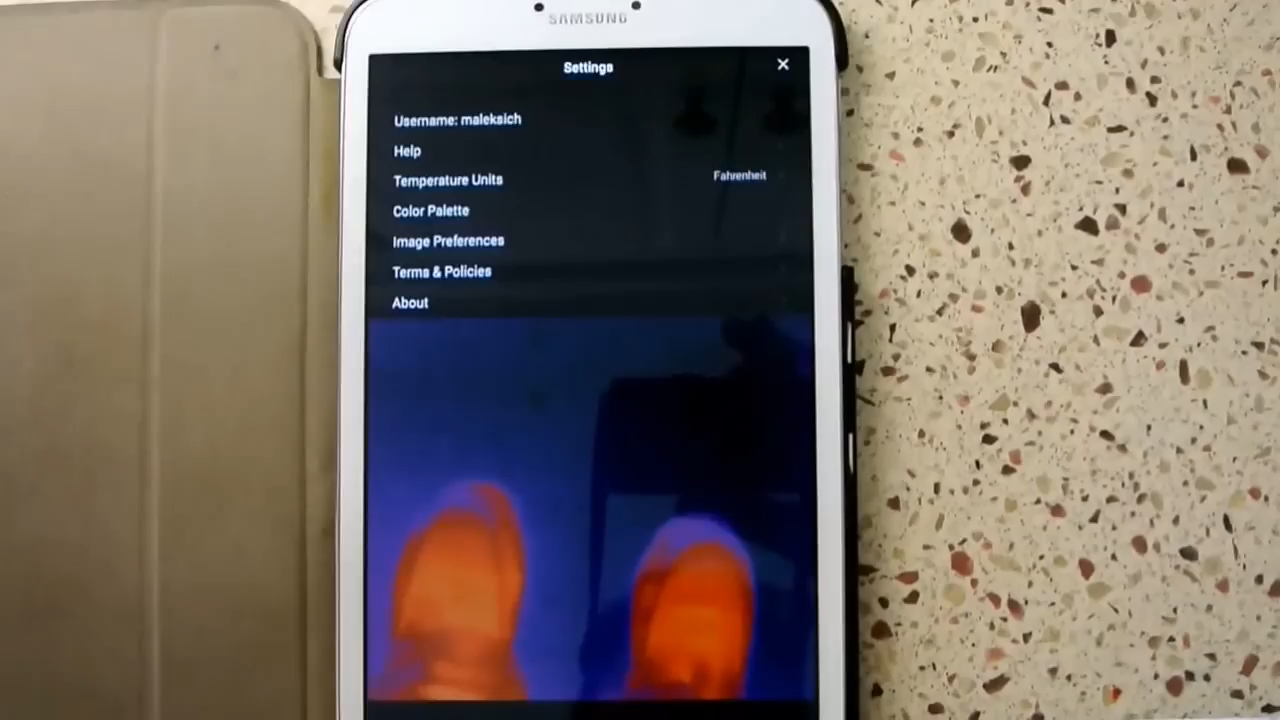 SAMSUNG
Settings
Username: maleksich
Help
Temperature Units Fahrenheit
Color Palette
Image Preferences
Terms & Policies
About